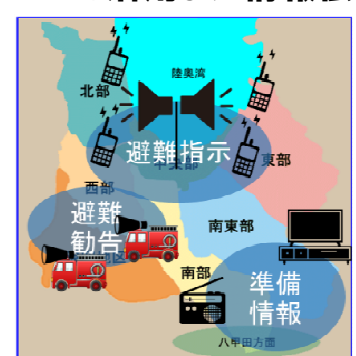 北部
陸奥湾
避難指示
東部
西部
避難
勧告
南東部
南部
準備
情報
八甲田方面